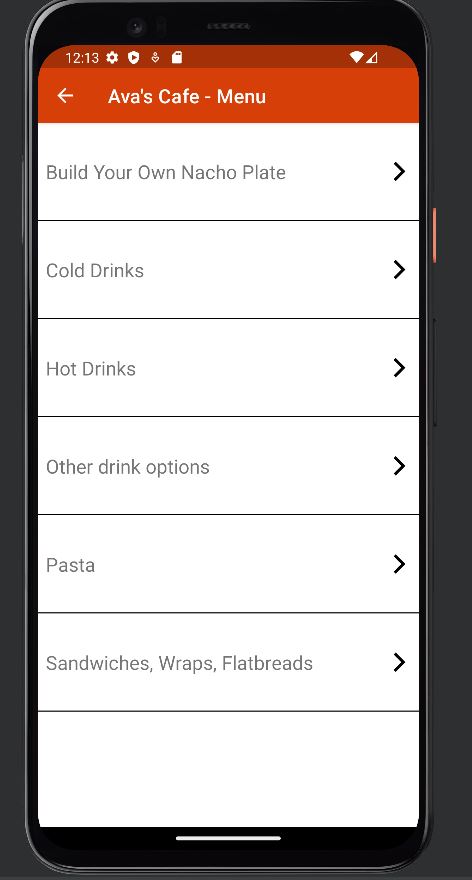 12:13
Ava's Cafe - Menu
Build Your Own Nacho Plate
Cold Drinks
Hot Drinks
Other drink options
Pasta
Sandwiches, Wraps, Flatbreads